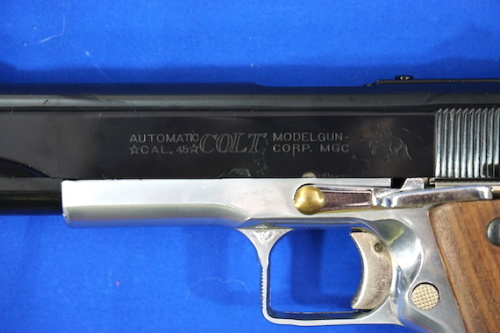 AUTOMATIC COLT MODELGUN-
☆CAL, 45☆ CORP. MGC